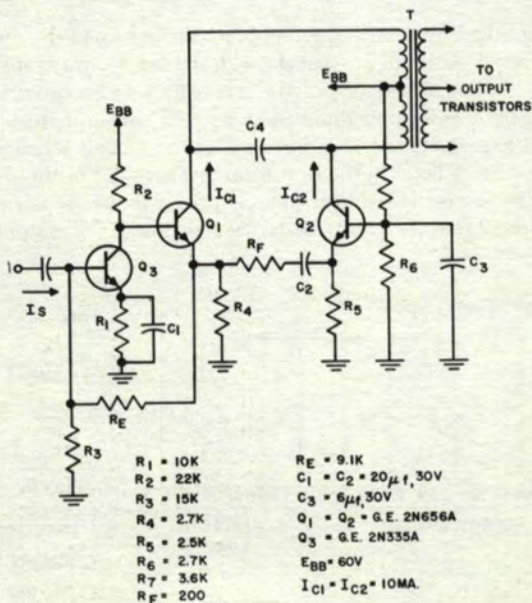 T
EBB
TO
OUTPUT
TRANSISTORS
EBB
C4
R2
IC1
IC2
Q1
Q2
Q3
RF
C2
R6
C3
IS
R1
C1
R4
R5
RE
R3
R1 = 10K
R2 = 22K
R3 = 15K
R4 = 2.7K
R5 = 2.5K
R6 = 2.7K
R7 = 3.6K
RF = 200
RE = 9.1K
C1 = C2 = 20μf, 30V
C3 = 6μf, 30V
Q1 = Q2 = G.E. 2N656A
Q3 = G.E. 2N335A
EBB = 60V
IC1 = IC2 = 10MA.